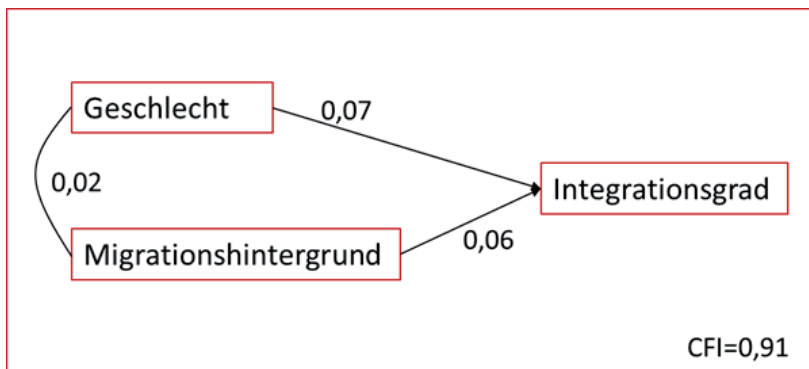 Geschlecht
0,07
0,02
Integrationsgrad
Migrationshintergrund
0,06
CFI=0,91